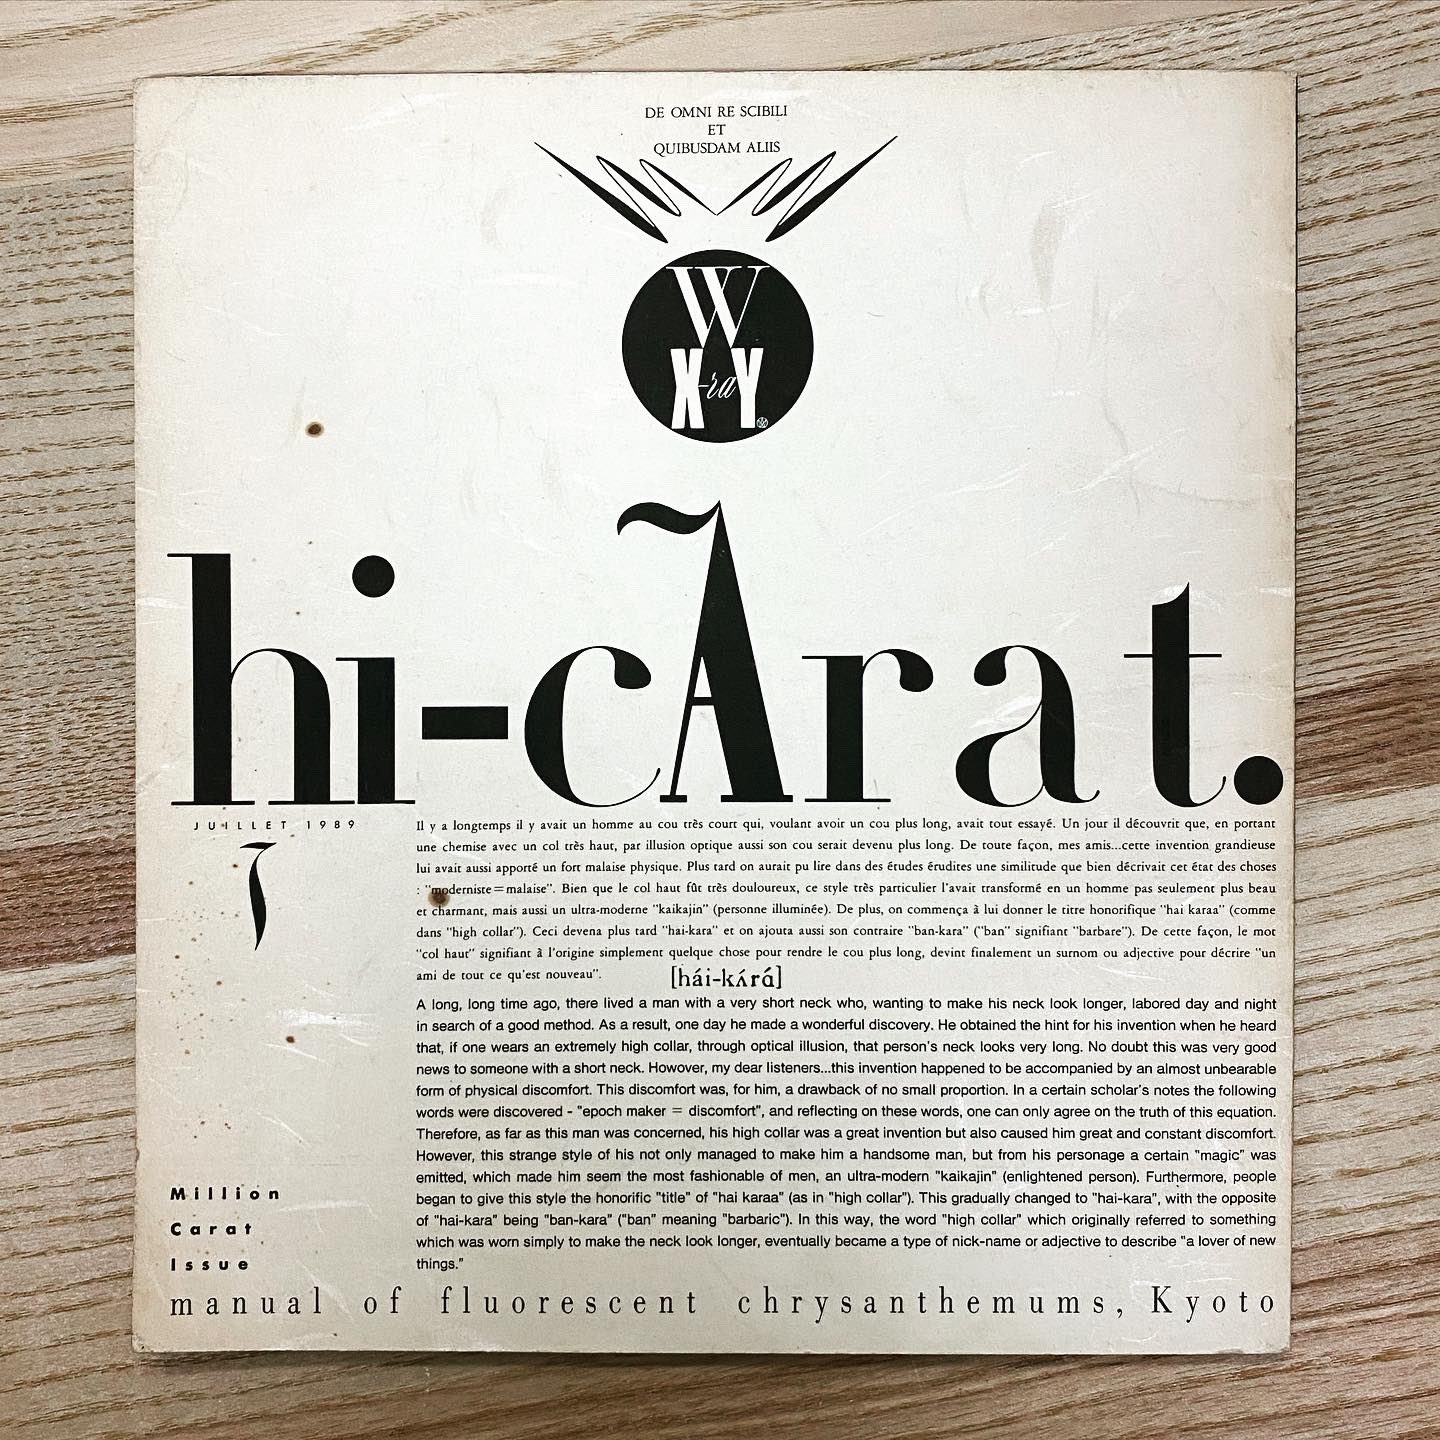 DE OMNI RE SCIBILI
ET
QUIBUSDAM ALIIS
W
X-raY
hi-cÃrat.
JUILLET 1989
7
Il y a longtemps il y avait un homme au cou très court qui, voulant avoir un cou plus long, avait tout essayé. Un jour il découvrit que, en portant
une chemise avec un col très haut, par illusion optique aussi son cou serait devenu plus long. De toute façon, mes amis...cette invention grandieuse
lui avait aussi apporté un fort malaise physique. Plus tard on aurait pu lire dans des études érudites une similitude que bien décrivait cet état des choses
: "moderniste=malaise". Bien que le col haut fût très douloureux, ce style très particulier l'avait transformé en un homme pas seulement plus beau
et charmant, mais aussi un ultra-moderne "kaikajin" (personne illuminée). De plus, on commença à lui donner le titre honorifique "hai karaa" (comme
dans "high collar"). Ceci devena plus tard "hai-kara" et on ajouta aussi son contraire "ban-kara" ("ban" signifiant "barbare"). De cette façon, le mot
"col haut" signifiant à l'origine simplement quelque chose pour rendre le cou plus long, devint finalement un surnom ou adjective pour décrire "un
ami de tout ce qu'est nouveau".
[hái-kʌ́rά]
A long, long time ago, there lived a man with a very short neck who, wanting to make his neck look longer, labored day and night
in search of a good method. As a result, one day he made a wonderful discovery. He obtained the hint for his invention when he heard
that, if one wears an extremely high collar, through optical illusion, that person's neck looks very long. No doubt this was very good
news to someone with a short neck. Howover, my dear listeners...this invention happened to be accompanied by an almost unbearable
form of physical discomfort. This discomfort was, for him, a drawback of no small proportion. In a certain scholar's notes the following
words were discovered - "epoch maker = discomfort", and reflecting on these words, one can only agree on the truth of this equation.
Therefore, as far as this man was concerned, his high collar was a great invention but also caused him great and constant discomfort.
However, this strange style of his not only managed to make him a handsome man, but from his personage a certain "magic" was
emitted, which made him seem the most fashionable of men, an ultra-modern "kaikajin" (enlightened person). Furthermore, people
began to give this style the honorific "title" of "hai karaa" (as in "high collar"). This gradually changed to "hai-kara", with the opposite
of "hai-kara" being "ban-kara" ("ban" meaning "barbaric"). In this way, the word "high collar" which originally referred to something
which was worn simply to make the neck look longer, eventually became a type of nick-name or adjective to describe "a lover of new
things."
Million
Carat
Issue
manual of fluorescent chrysanthemums, Kyoto